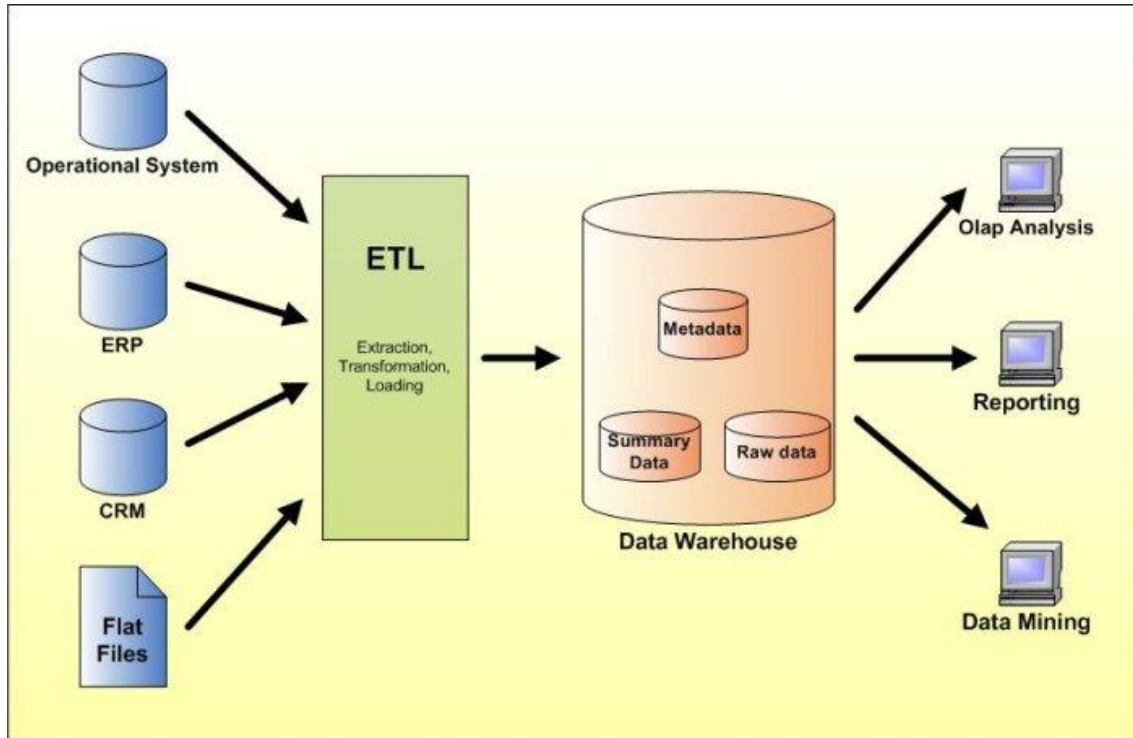 Operational System
ERP
CRM
Flat
Files
ETL
Extraction,
Transformation,
Loading
Metadata
Summary
Data
Raw data
Data Warehouse
Olap Analysis
Reporting
Data Mining